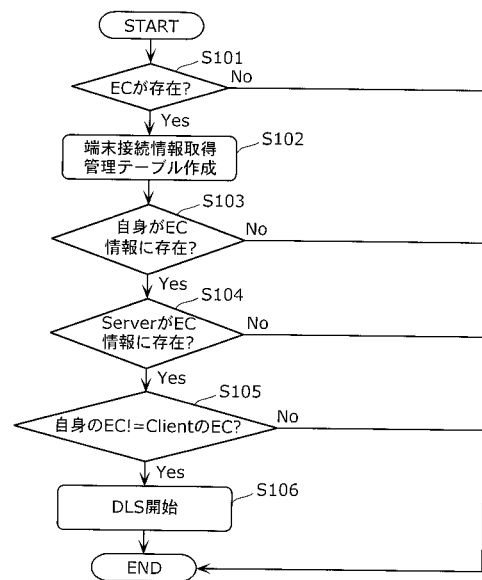 START
S101
ECが存在?
No
Yes
S102
端末接続情報取得
管理テーブル作成
S103
自身がEC
情報に存在?
No
Yes
S104
ServerがEC
情報に存在?
No
Yes
S105
自身のEC!=ClientのEC?
No
Yes
S106
DLS開始
END